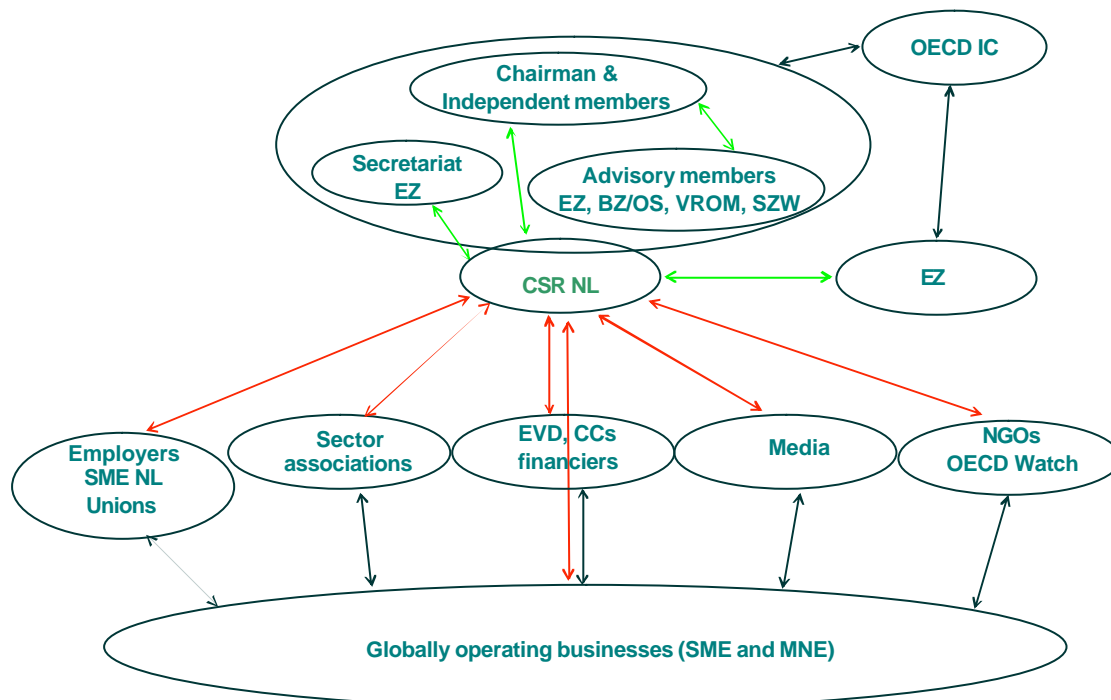 OECD IC
Chairman &
Independent members
Secretariat
EZ
Advisory members
EZ, BZ/OS, VROM, SZW
CSR NL
EZ
Employers
SME NL
Unions
Sector
associations
EVD, CCs
financiers
Media
NGOs
OECD Watch
Globally operating businesses (SME and MNE)